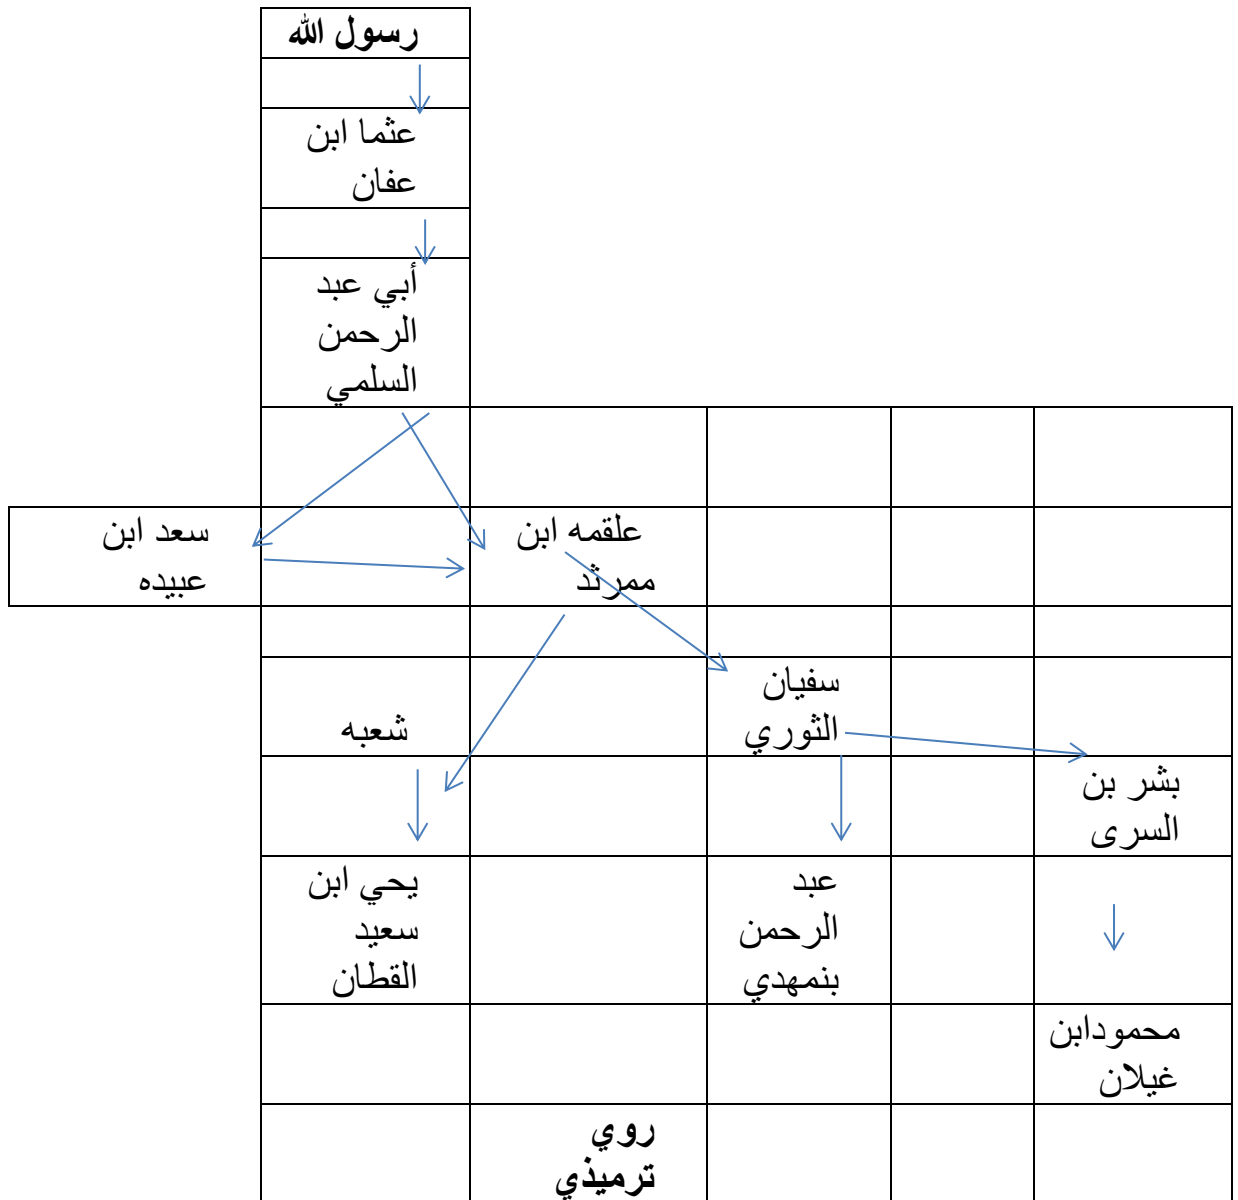 رسول الله
عثما ابن
عفان
أبي عبد
الرحمن
السلمي
علقمه ابن
ممرثد
سعد ابن
عبيده
سفيان
الثوري
شعبه
بشر بن
السرى
عبد
الرحمن
بنمهدي
يحي ابن
سعيد
القطان
محمودابن
غيلان
روي
ترميذي